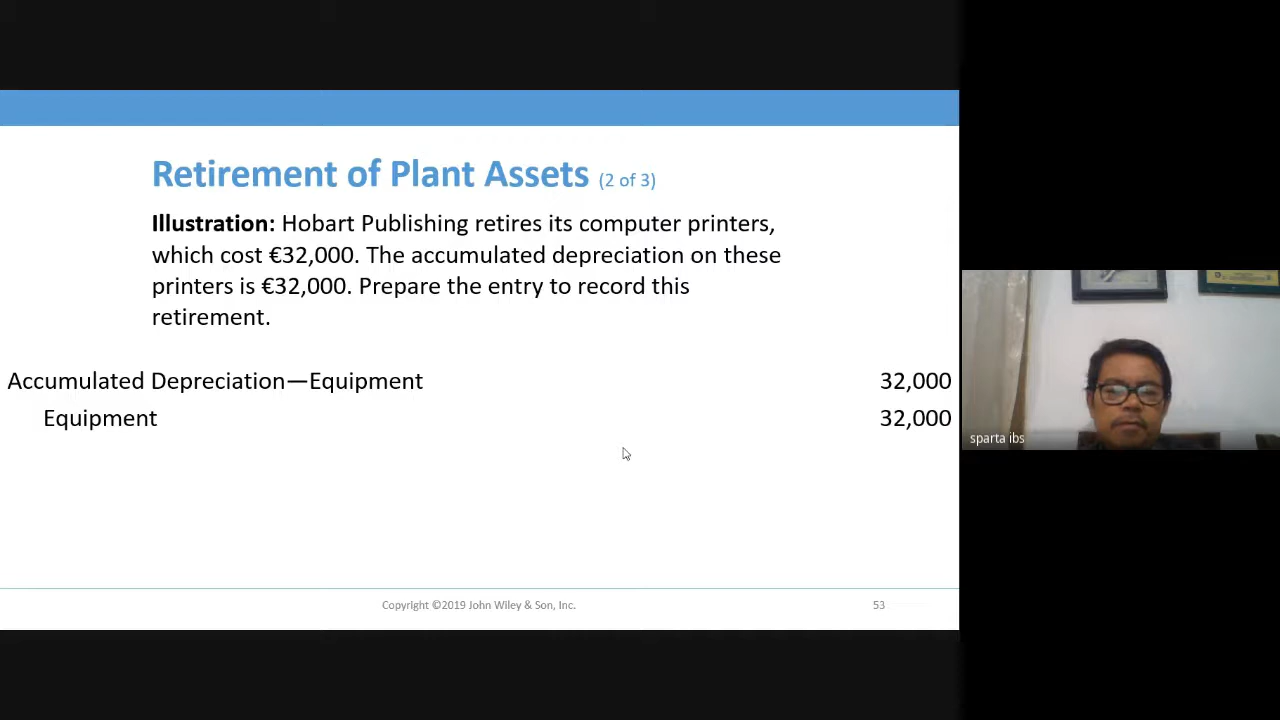 Retirement of Plant Assets (2 of 3)
Illustration: Hobart Publishing retires its computer printers,
which cost €32,000. The accumulated depreciation on these
printers is €32,000. Prepare the entry to record this
retirement.
Accumulated Depreciation—Equipment 32,000
Equipment 32,000
Copyright ©2019 John Wiley & Son, Inc. 53
sparta ibs